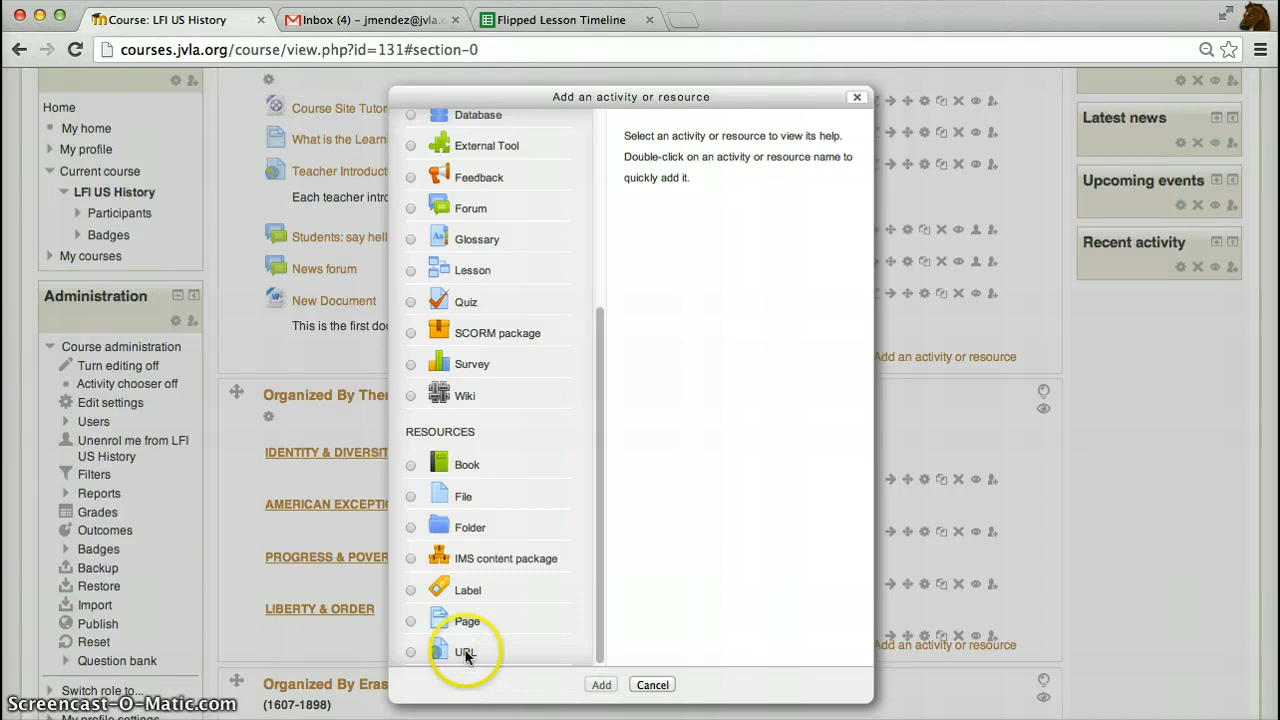 Course: LFI US History
Inbox (4) – jmendez@jvla.c
Flipped Lesson Timeline
courses.jvla.org/course/view.php?id=131#section-0
Home
My home
My profile
Current course
LFI US History
Participants
Badges
My courses
Administration
Course administration
Turn editing off
Activity chooser off
Edit settings
Users
Unenrol me from LFI
US History
Filters
Reports
Grades
Outcomes
Badges
Backup
Restore
Import
Publish
Reset
Question bank
Switch role to...
My profile settings
Course Site Tutor
What is the Learn
Teacher Introduct
Each teacher intro
Students: say hell
News forum
New Document
This is the first doc
Add an activity or resource
Organized By The
IDENTITY & DIVERSIT
AMERICAN EXCEPTIO
PROGRESS & POVER
LIBERTY & ORDER
Add an activity or resource
Organized By Eras
(1607-1898)
Add an activity or resource
Database
External Tool
Feedback
Forum
Glossary
Lesson
Quiz
SCORM package
Survey
Wiki
RESOURCES
Book
File
Folder
IMS content package
Label
Page
URL
Select an activity or resource to view its help.
Double-click on an activity or resource name to
quickly add it.
Add
Cancel
Latest news
Upcoming events
Recent activity
Screencast-O-Matic.com